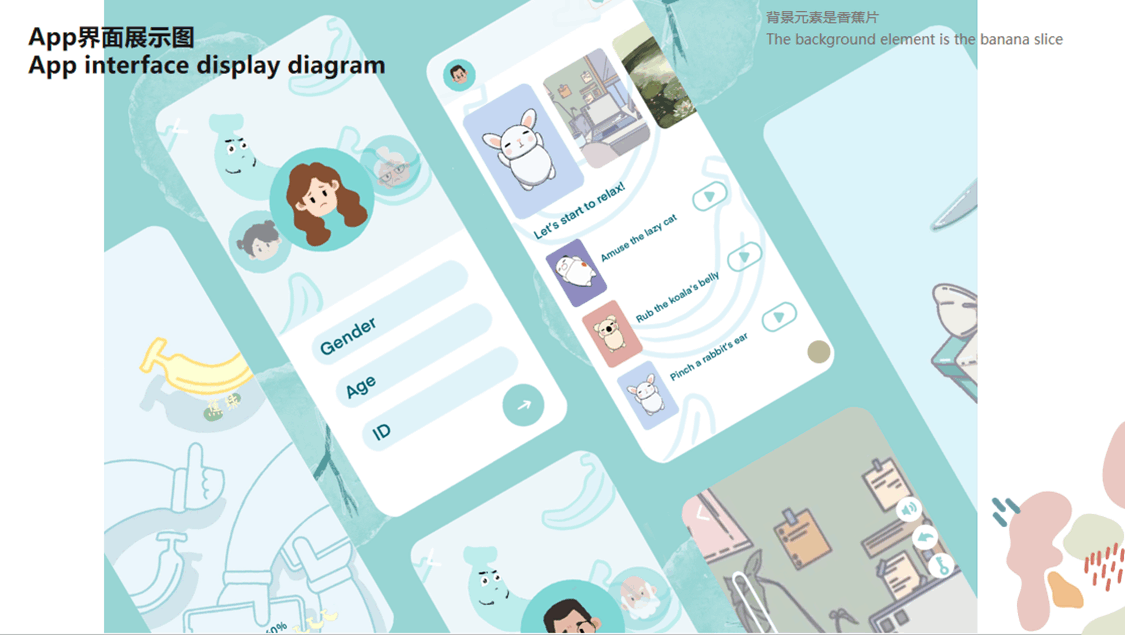 App界面展示图
App interface display diagram
背景元素是香蕉片
The background element is the banana slice
Let's start to relax!
Amuse the lazy cat
Rub the koala's belly
Pinch a rabbit's ear
Gender
Age
ID